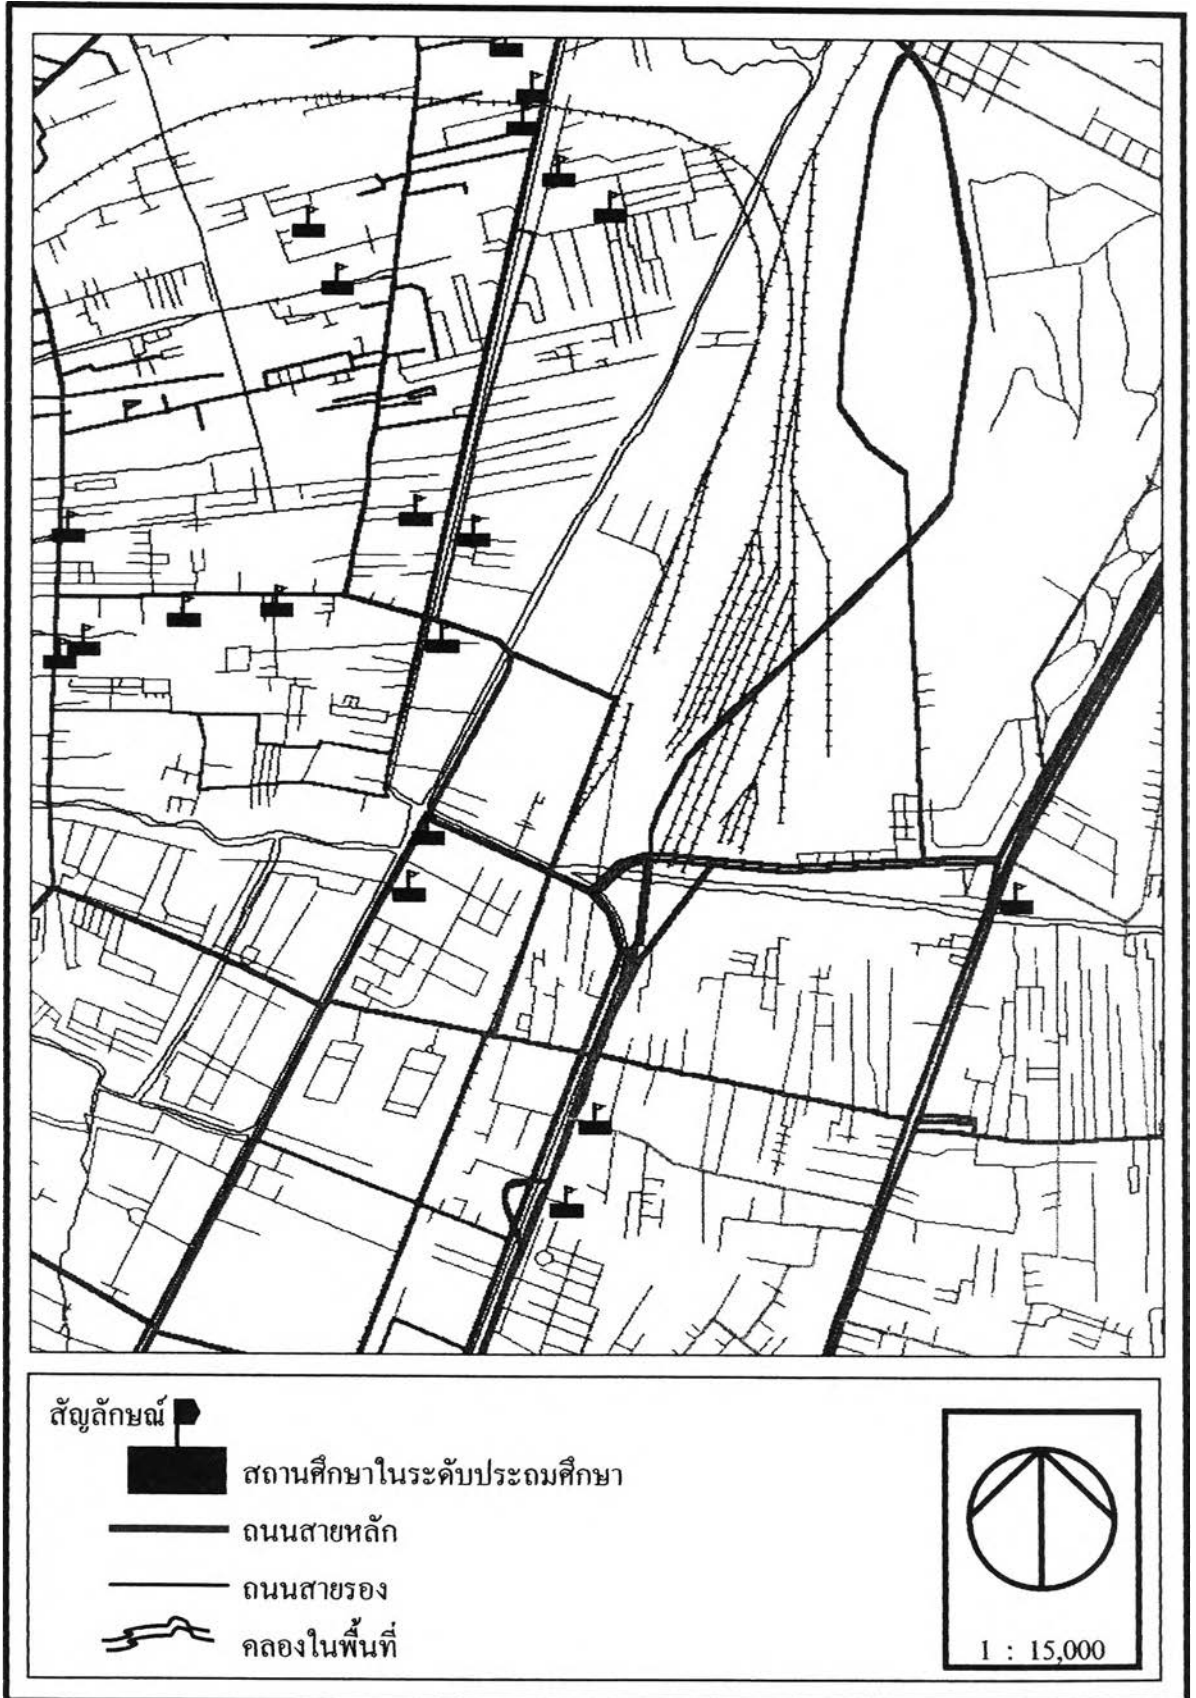 สัญลักษณ์
สถานศึกษาในระดับประถมศึกษา
ถนนสายหลัก
ถนนสายรอง
คลองในพื้นที่
1 : 15,000